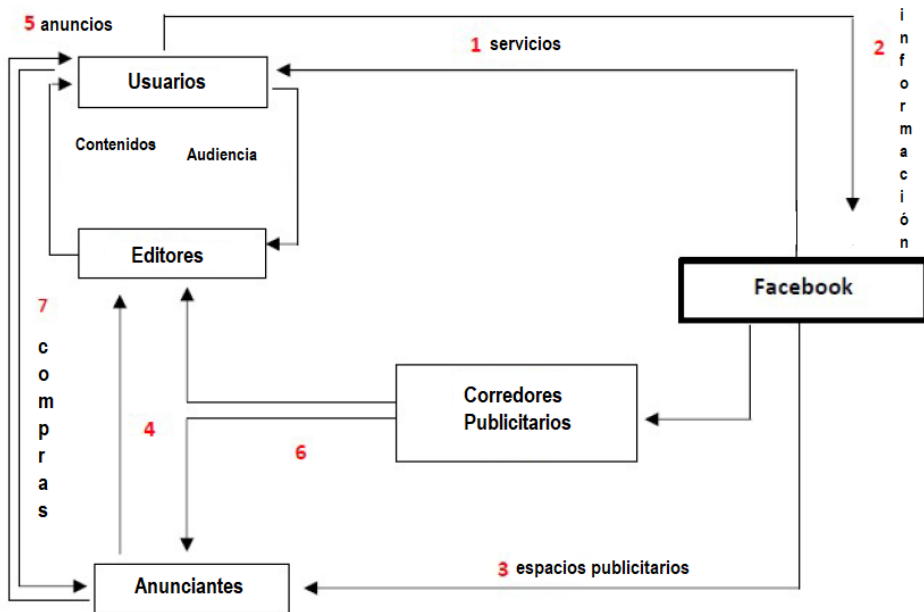 5 anuncios
1 servicios
2
información
Usuarios
Contenidos
Audiencia
Editores
Facebook
7
compras
Corredores
Publicitarios
4
6
3 espacios publicitarios
Anunciantes